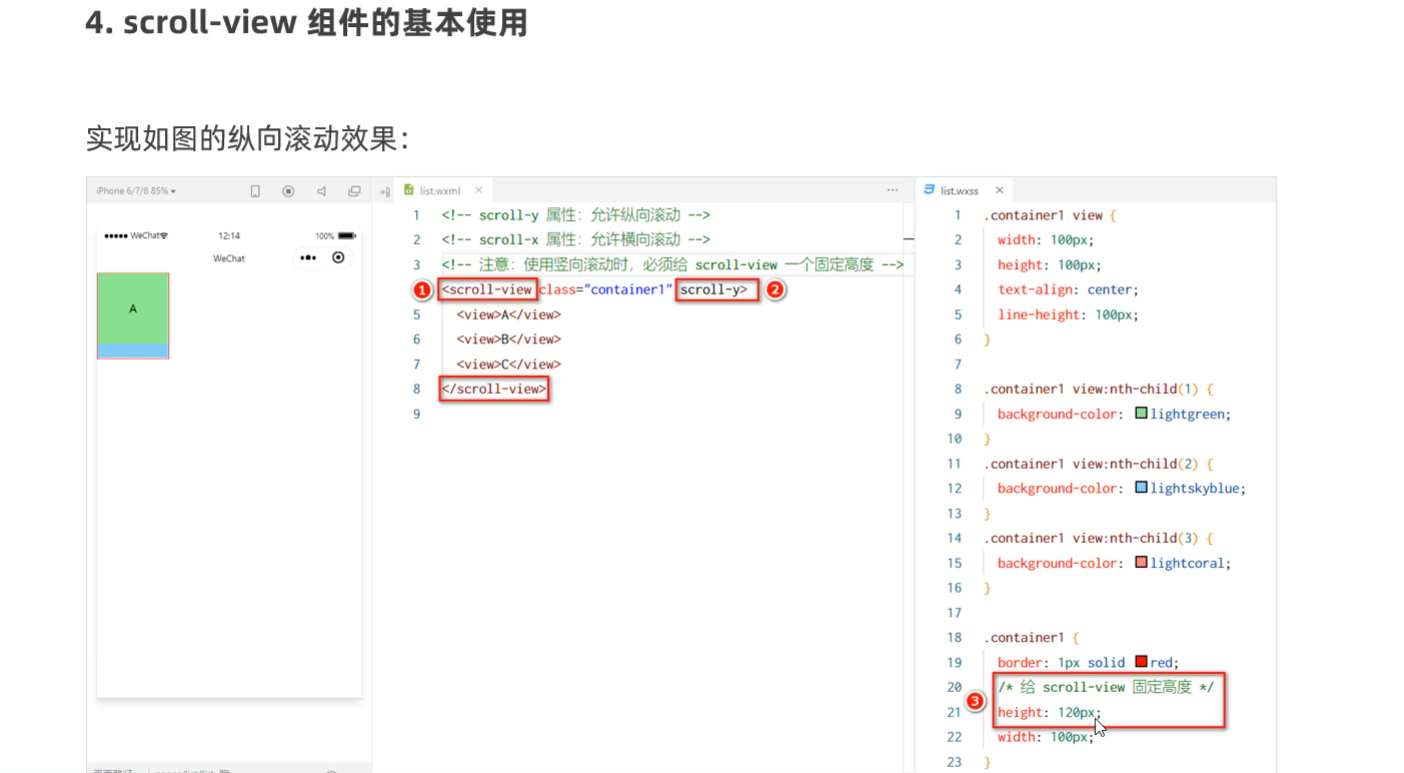 4. scroll-view 组件的基本使用
实现如图的纵向滚动效果：
iPhone 6/7/8 85%
list.wxml
list.wxss
WeChat
12:14
100%
WeChat
A
1 <!-- scroll-y 属性：允许纵向滚动 -->
2 <!-- scroll-x 属性：允许横向滚动 -->
3 <!-- 注意：使用竖向滚动时，必须给 scroll-view 一个固定高度 -->
1 <scroll-view class="container1" scroll-y> 2
5 <view>A</view>
6 <view>B</view>
7 <view>C</view>
8 </scroll-view>
9
1 .container1 view {
2 width: 100px;
3 height: 100px;
4 text-align: center;
5 line-height: 100px;
6 }
7
8 .container1 view:nth-child(1) {
9 background-color: lightgreen;
10 }
11 .container1 view:nth-child(2) {
12 background-color: lightskyblue;
13 }
14 .container1 view:nth-child(3) {
15 background-color: lightcoral;
16 }
17
18 .container1 {
19 border: 1px solid red;
20 /* 给 scroll-view 固定高度 */
3
21 height: 120px;
22 width: 100px;
23 }